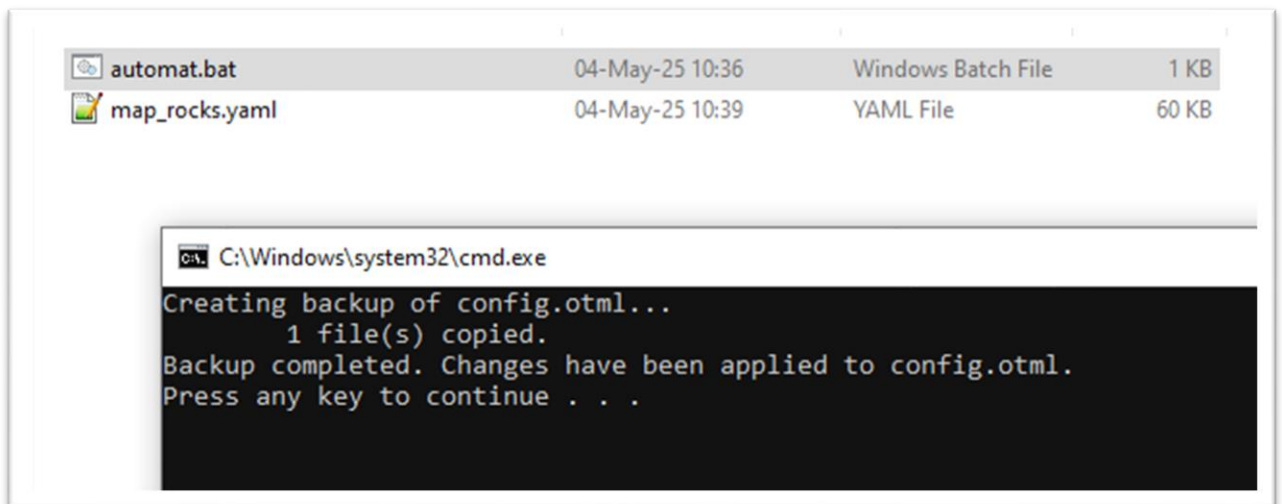 automat.bat 04-May-25 10:36 Windows Batch File 1 KB
map_rocks.yaml 04-May-25 10:39 YAML File 60 KB
C:\Windows\system32\cmd.exe
Creating backup of config.otml...
1 file(s) copied.
Backup completed. Changes have been applied to config.otml.
Press any key to continue . . .